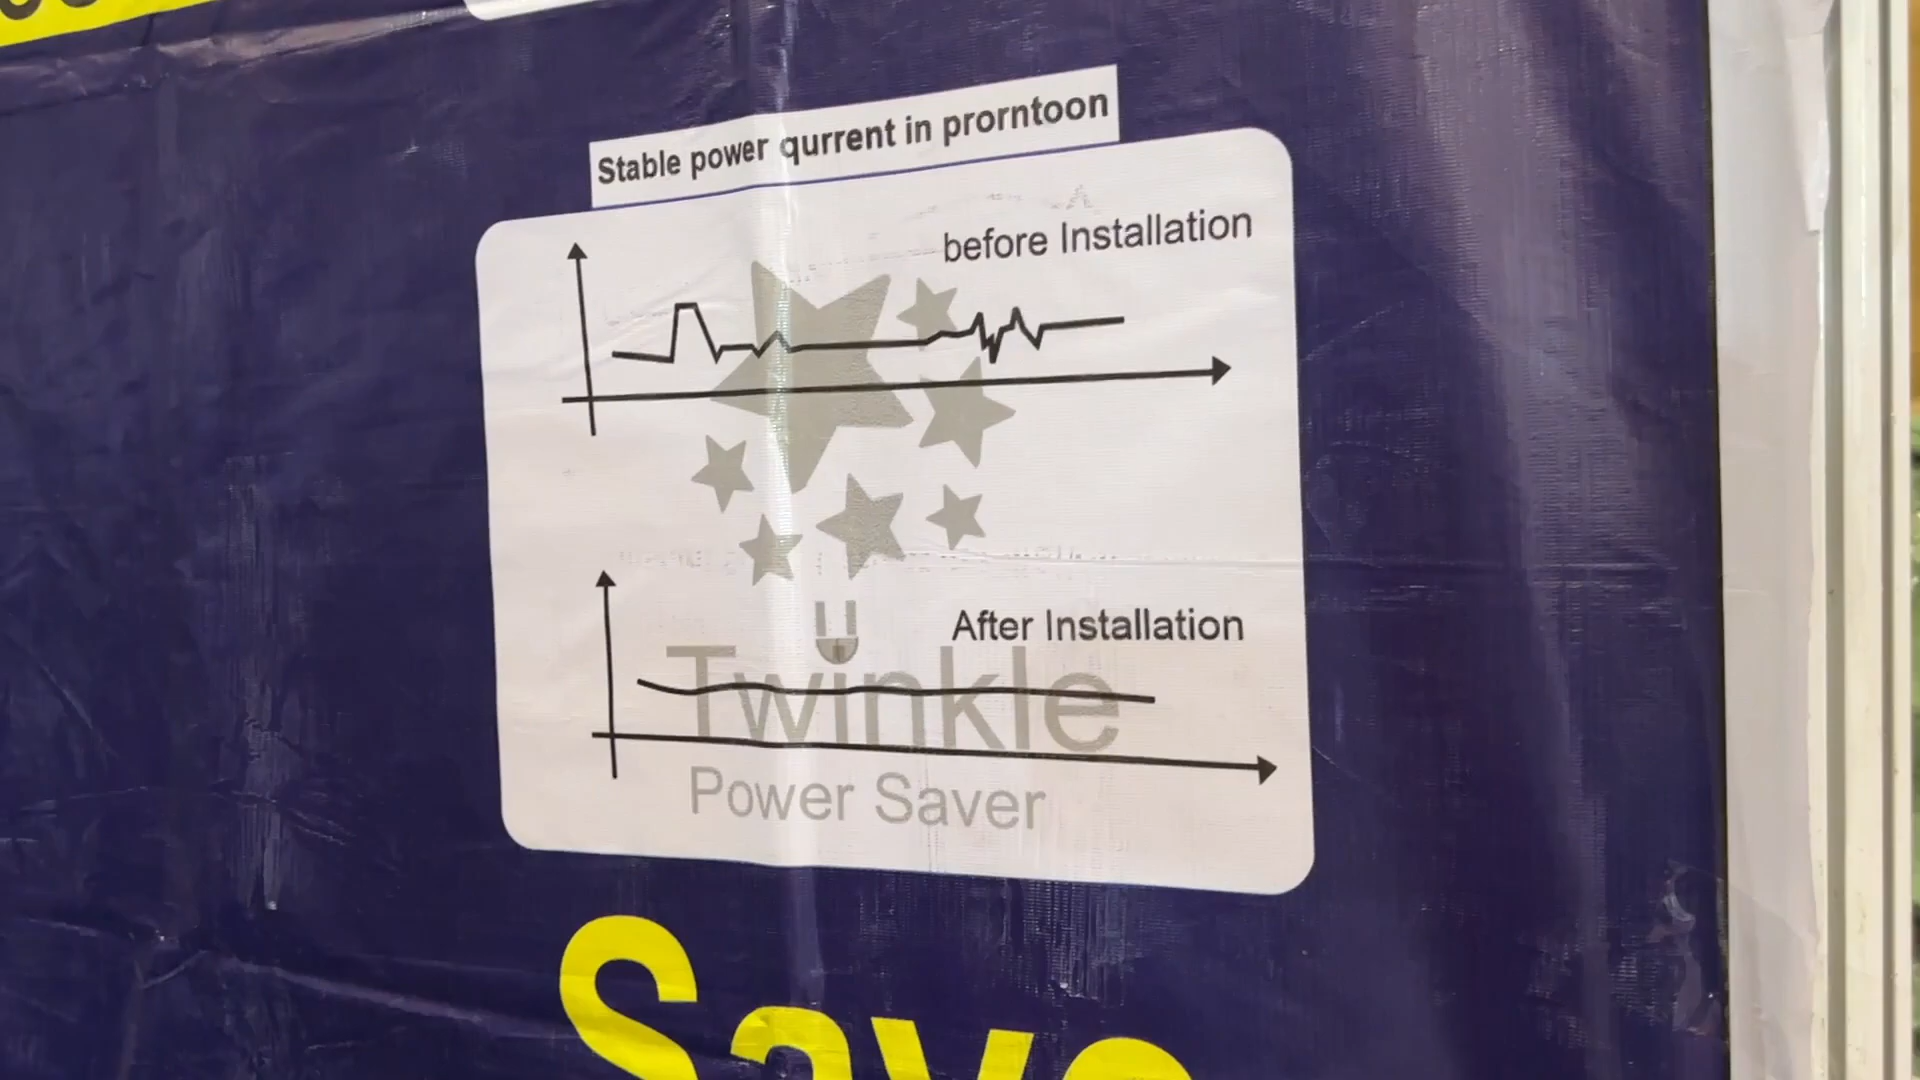 Stable power qurrent in prorntoon
before Installation
After Installation
Twinkle
Power Saver
Save